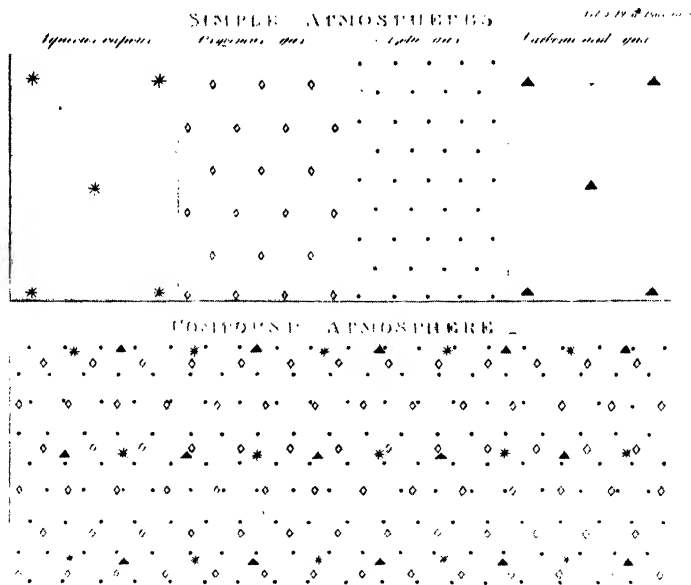 SIMPLE ATMOSPHERES
Aqueous vapour Oxygenous gas Azotic gas Carbonic acid gas
COMPOUND ATMOSPHERE